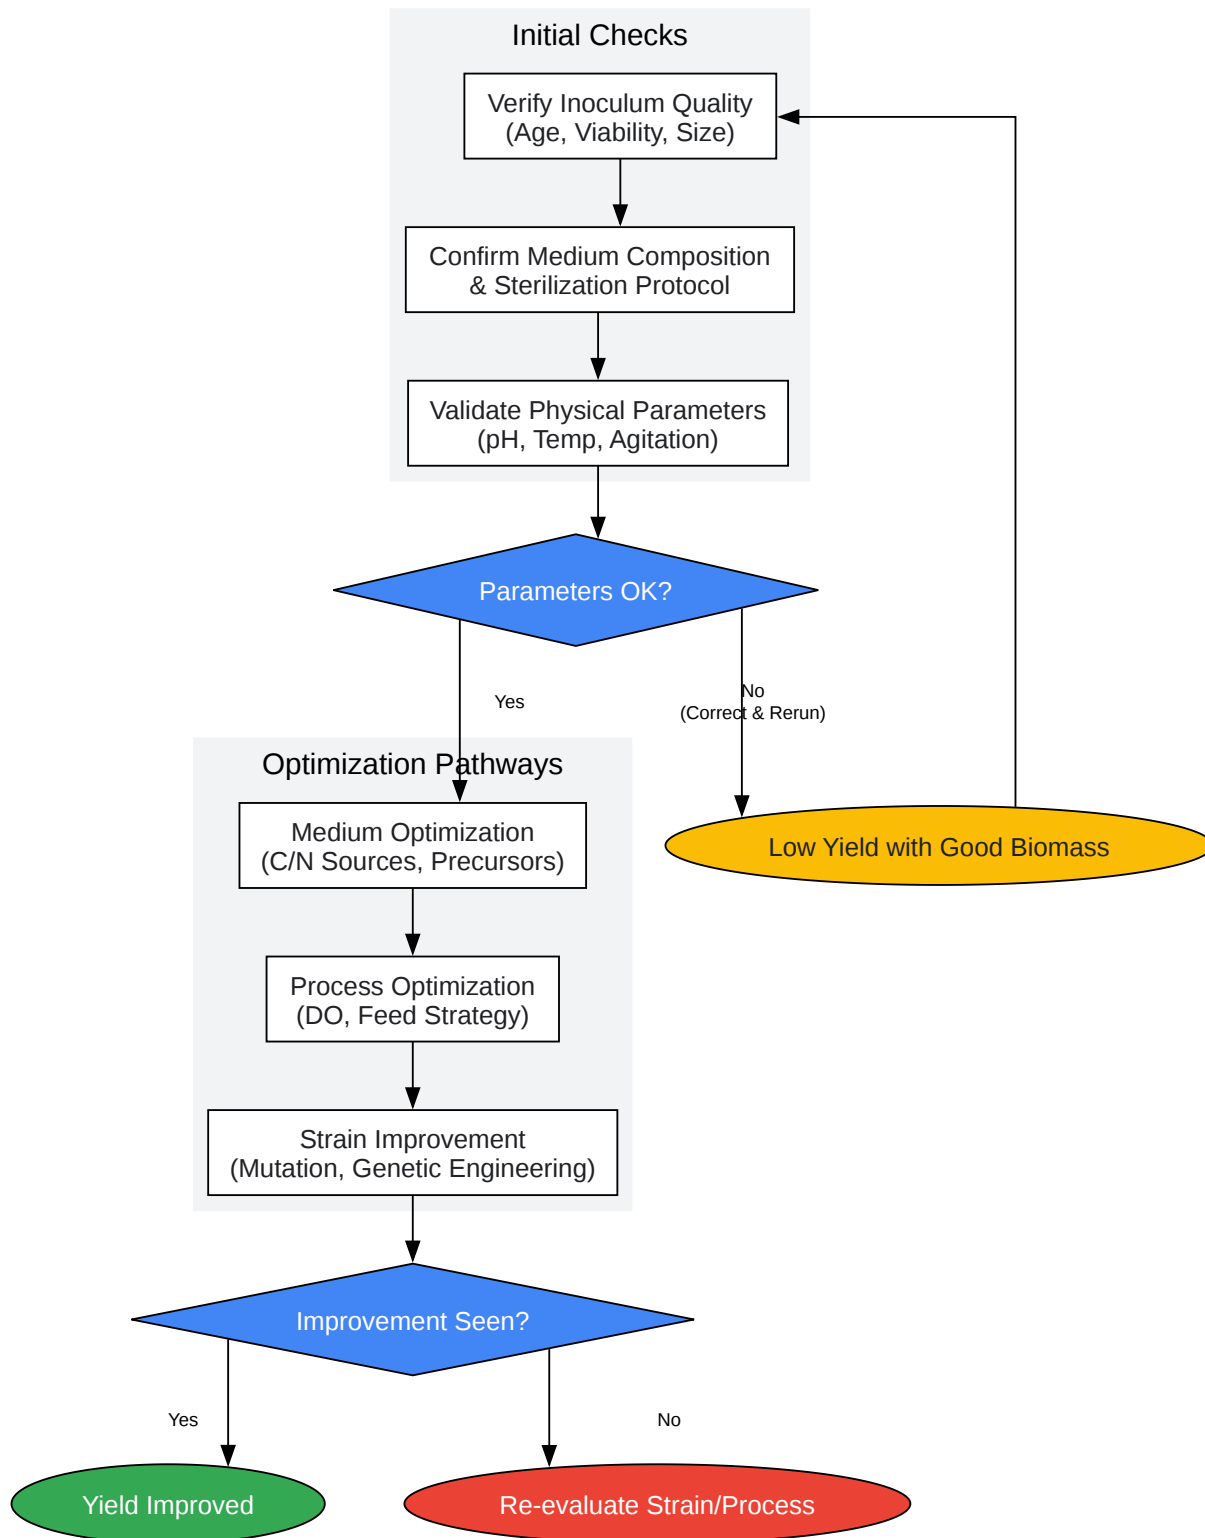 Initial Checks
Verify Inoculum Quality
(Age, Viability, Size)
Confirm Medium Composition
& Sterilization Protocol
Validate Physical Parameters
(pH, Temp, Agitation)
Parameters OK?
Yes
No
(Correct & Rerun)
Optimization Pathways
Medium Optimization
(C/N Sources, Precursors)
Low Yield with Good Biomass
Process Optimization
(DO, Feed Strategy)
Strain Improvement
(Mutation, Genetic Engineering)
Improvement Seen?
Yes
No
Yield Improved
Re-evaluate Strain/Process